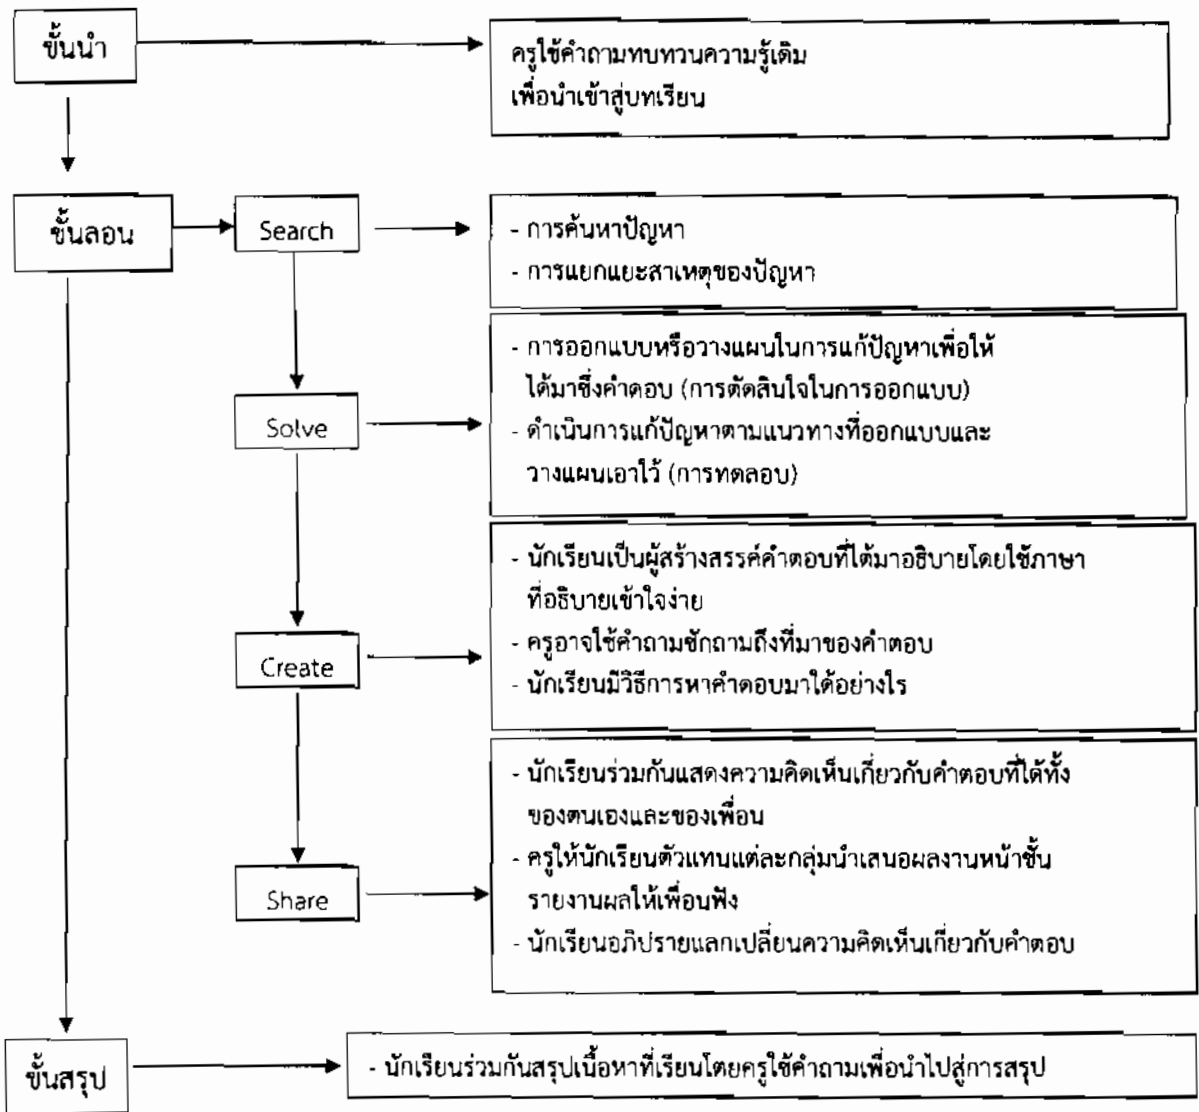 ขั้นนำ
ครูใช้คำถามทบทวนความรู้เดิม
เพื่อนำเข้าสู่บทเรียน
ขั้นสอน
Search
- การค้นหาปัญหา
- การแยกแยะสาเหตุของปัญหา
Solve
- การออกแบบหรือวางแผนในการแก้ปัญหาเพื่อให้
ได้มาซึ่งคำตอบ (การตัดสินใจในการออกแบบ)
- ดำเนินการแก้ปัญหาตามแนวทางที่ออกแบบและ
วางแผนเอาไว้ (การทดลอบ)
Create
- นักเรียนเป็นผู้สร้างสรรค์คำตอบที่ได้มาอธิบายโดยใช้ภาษา
ที่อธิบายเข้าใจง่าย
- ครูอาจใช้คำถามซักถามถึงที่มาของคำตอบ
- นักเรียนมีวิธีการหาคำตอบมาได้อย่างไร
Share
- นักเรียนร่วมกันแสดงความคิดเห็นเกี่ยวกับคำตอบที่ได้ทั้ง
ของตนเองและของเพื่อน
- ครูให้นักเรียนตัวแทนแต่ละกลุ่มนำเสนอผลงานหน้าชั้น
รายงานผลให้เพื่อนฟัง
- นักเรียนอภิปรายแลกเปลี่ยนความคิดเห็นเกี่ยวกับคำตอบ
ขั้นสรุป
- นักเรียนร่วมกันสรุปเนื้อหาที่เรียนโดยครูใช้คำถามเพื่อนำไปสู่การสรุป